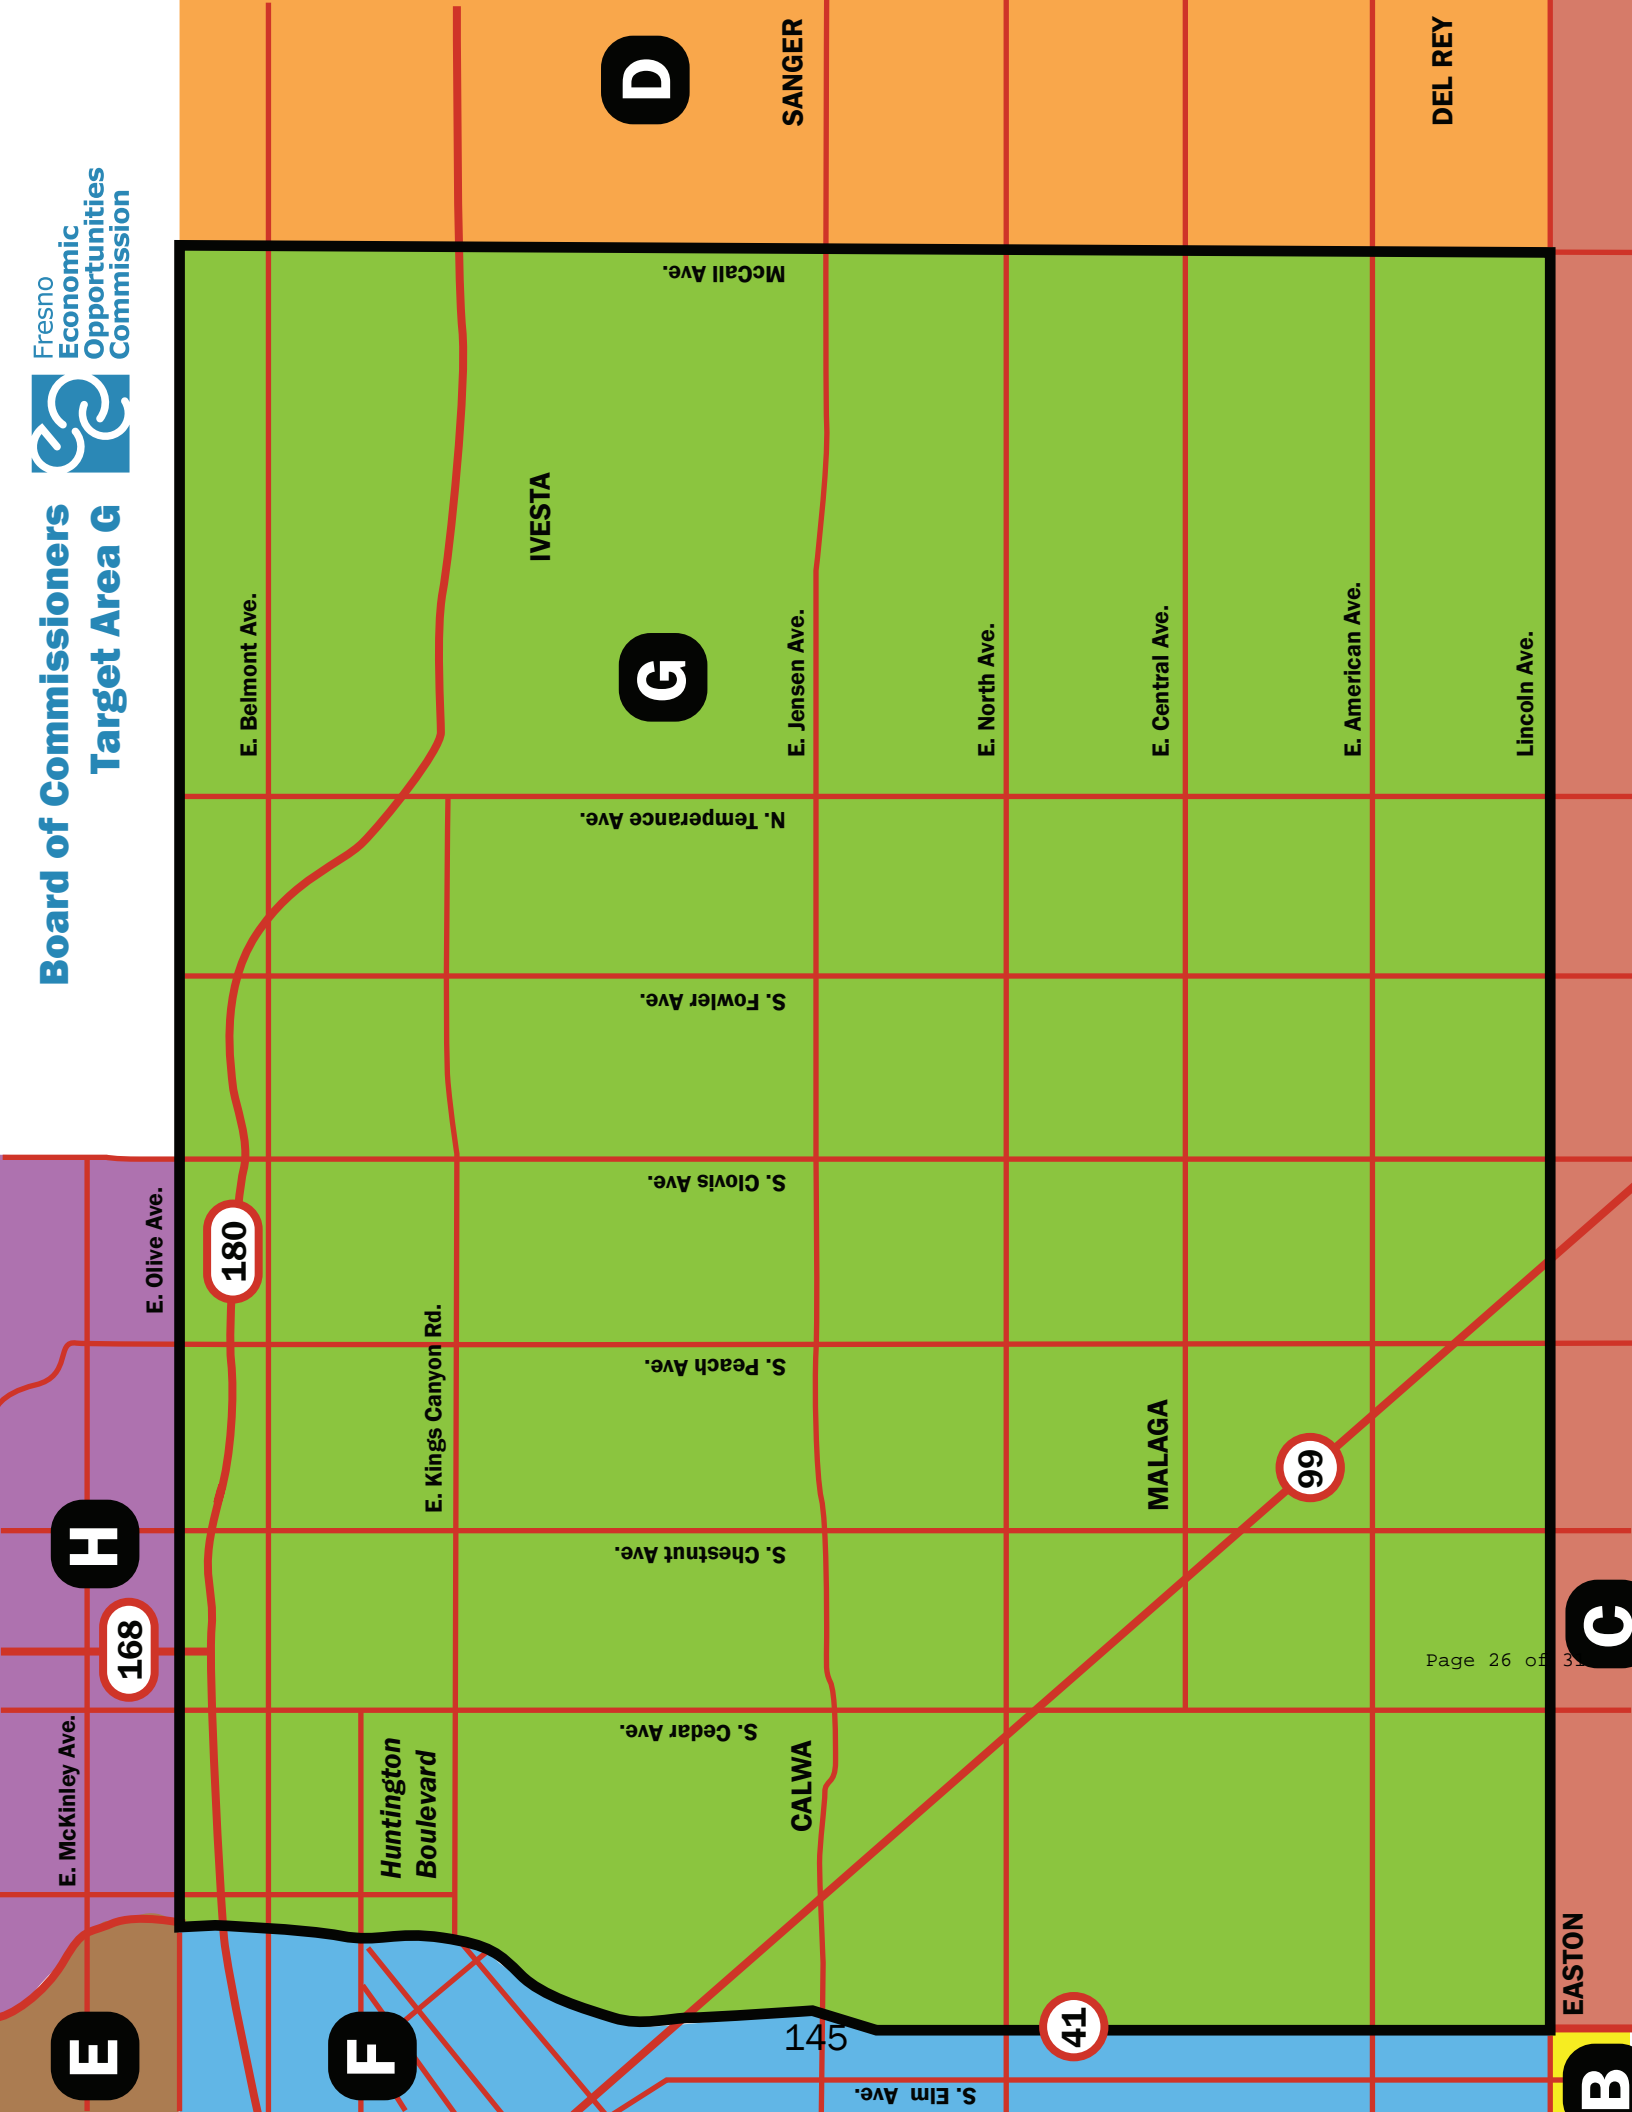 Board of Commissioners
Target Area G
Fresno
Economic
Opportunities
Commission
E. McKinley Ave.
168
H
E. Olive Ave.
E
F
180
E. Belmont Ave.
Huntington
Boulevard
E. Kings Canyon Rd.
IVESTA
G
D
SANGER
McCall Ave.
N. Temperance Ave.
S. Fowler Ave.
S. Clovis Ave.
S. Peach Ave.
S. Chestnut Ave.
S. Cedar Ave.
CALWA
E. Jensen Ave.
145
S. Elm Ave.
E. North Ave.
41
MALAGA
E. Central Ave.
99
E. American Ave.
DEL REY
Lincoln Ave.
Page 26 of
EASTON
C
B